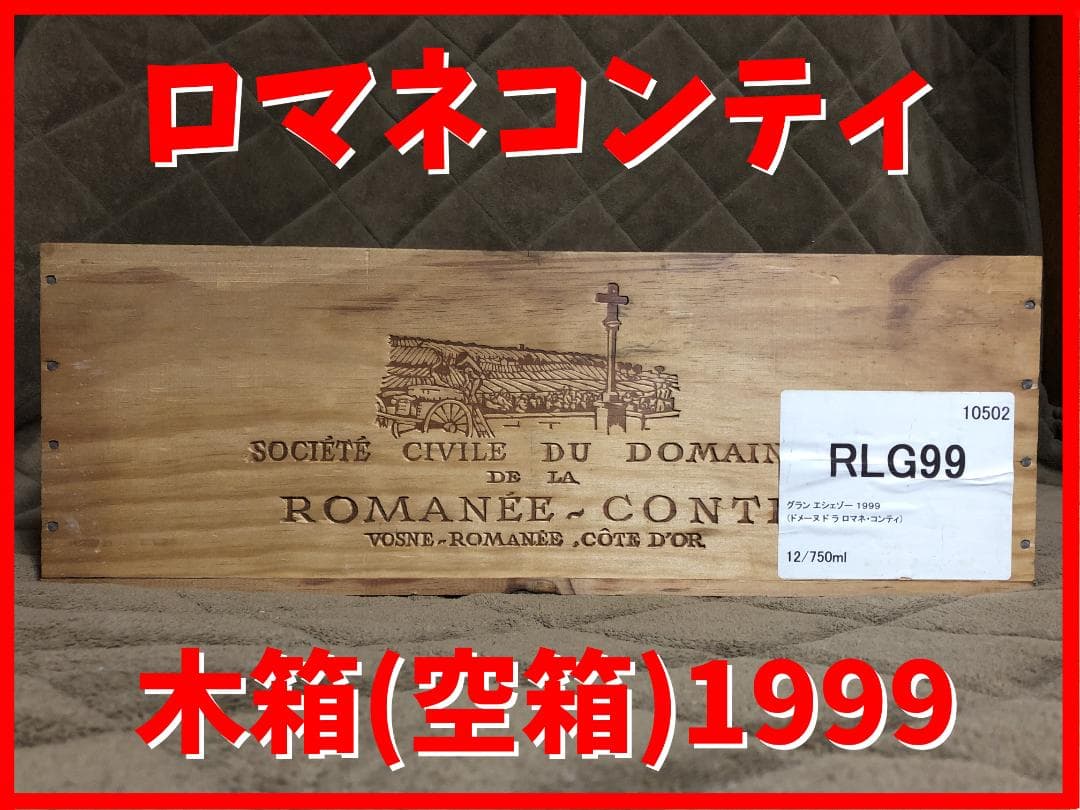 ロマネコンティ
SOCIÉTÉ CIVILE DU DOMAIN
DE LA
ROMANÉE-CONTI
VOSNE-ROMANÉE, CÔTE D'OR
10502
RLG99
グラン エシェゾー 1999
(ドメーヌ ド ラ ロマネ・コンティ)
12/750ml
木箱(空箱)1999